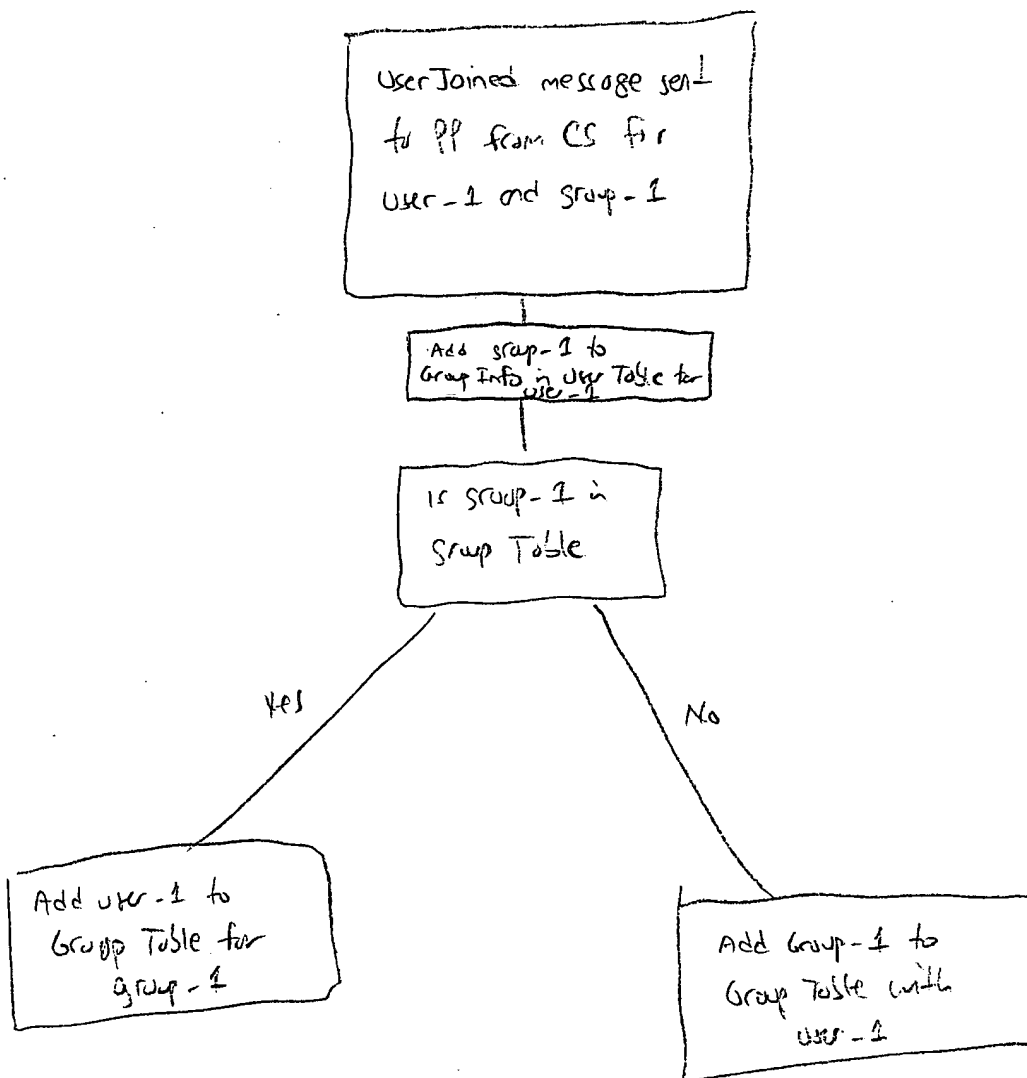 UserJoined message sent
to PP from CS for
user-1 and group-1
Add group-1 to
Group Info in User Table for
user-1
is group-1 in
group Table
Yes
No
Add user-1 to
Group Table for
group-1
Add Group-1 to
Group Table with
user-1